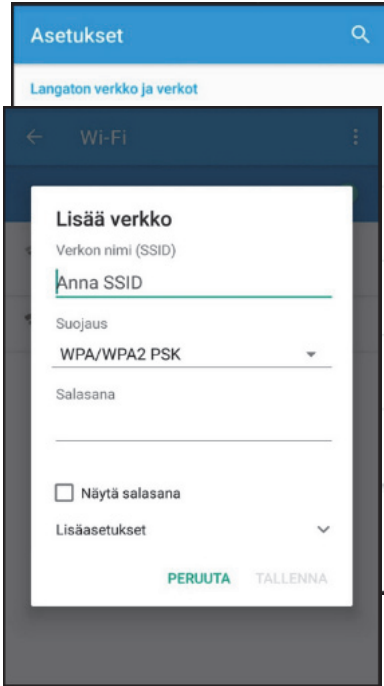 Asetukset
Langaton verkko ja verkot
Wi-Fi
Lisää verkko
Verkon nimi (SSID)
Anna SSID
Suojaus
WPA/WPA2 PSK
Salasana
Näytä salasana
Lisäasetukset
PERUUTA TALLENNA